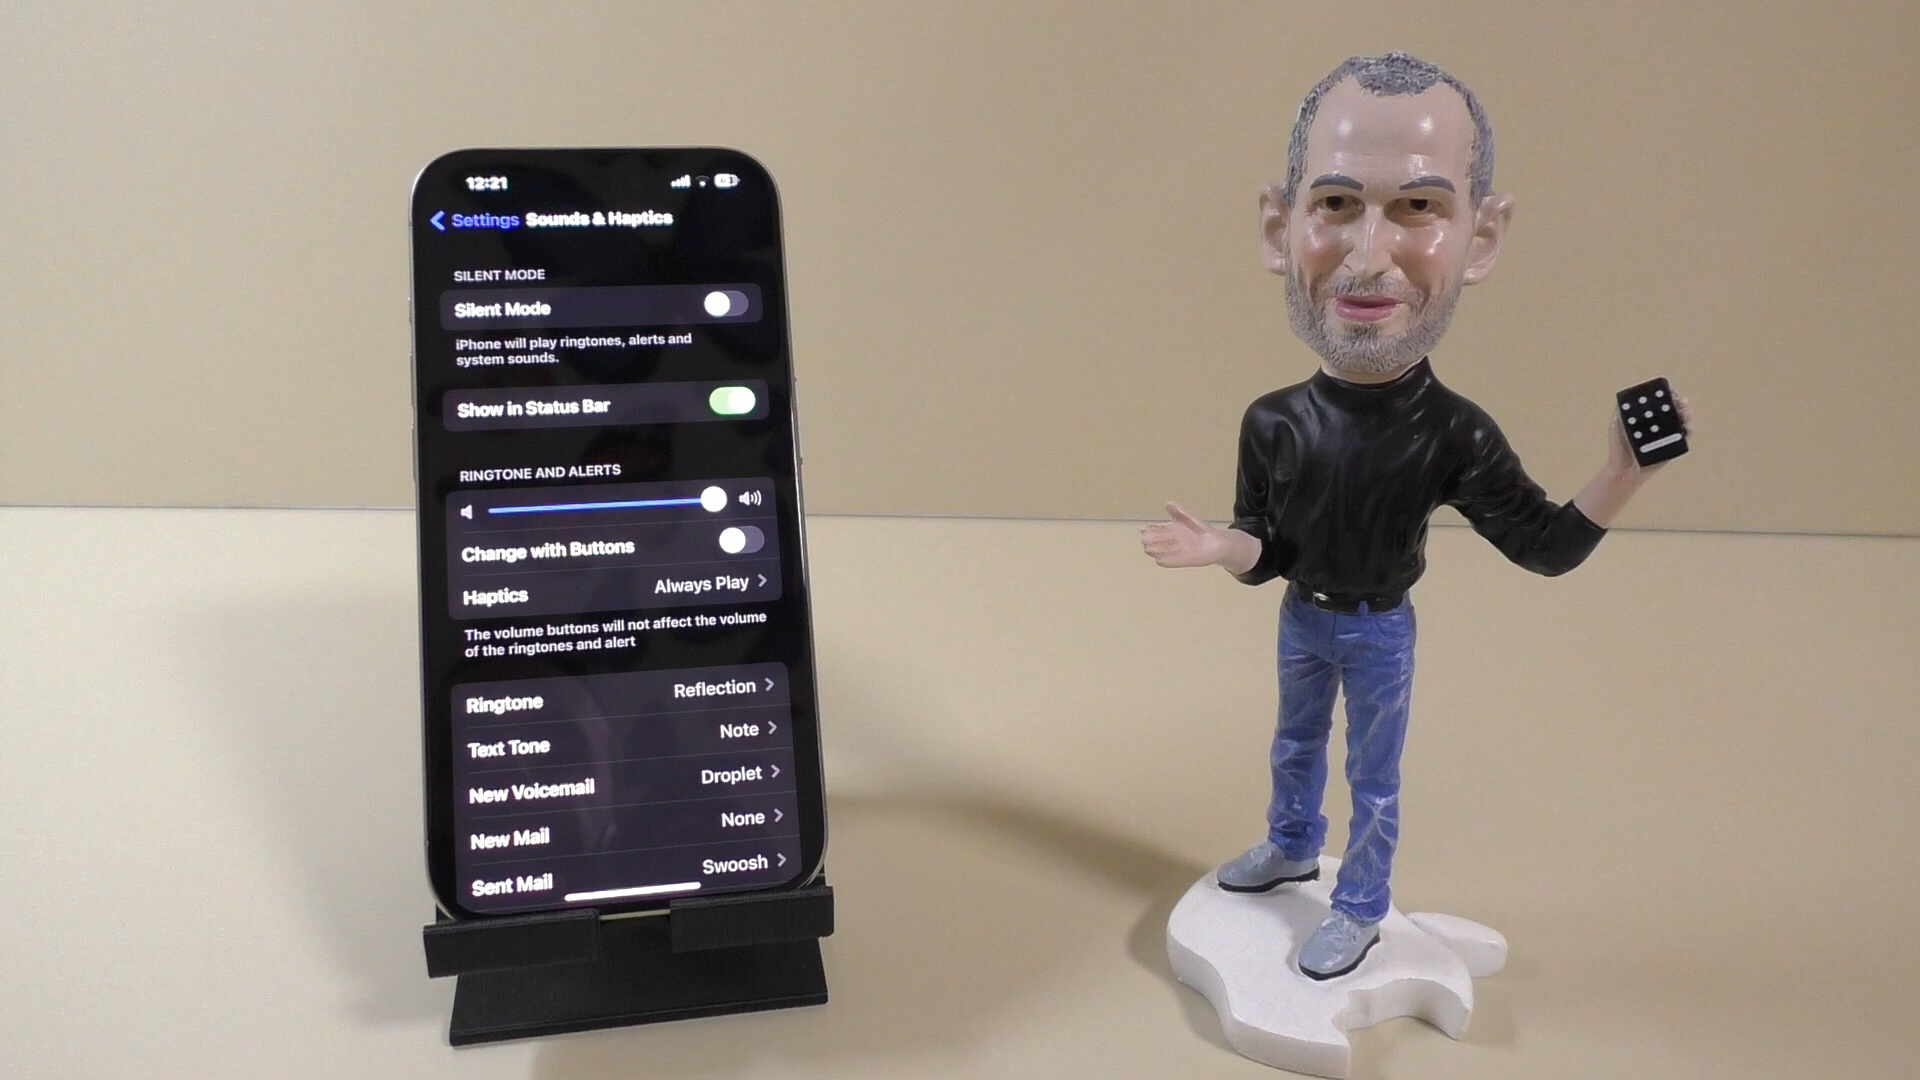 12:21
Settings Sounds & Haptics
SILENT MODE
Silent Mode
iPhone will play ringtones, alerts and
system sounds.
Show in Status Bar
RINGTONE AND ALERTS
Change with Buttons
Haptics Always Play
The volume buttons will not affect the volume
of the ringtones and alert
Ringtone Reflection
Text Tone Note
New Voicemail Droplet
New Mail None
Sent Mail Swoosh